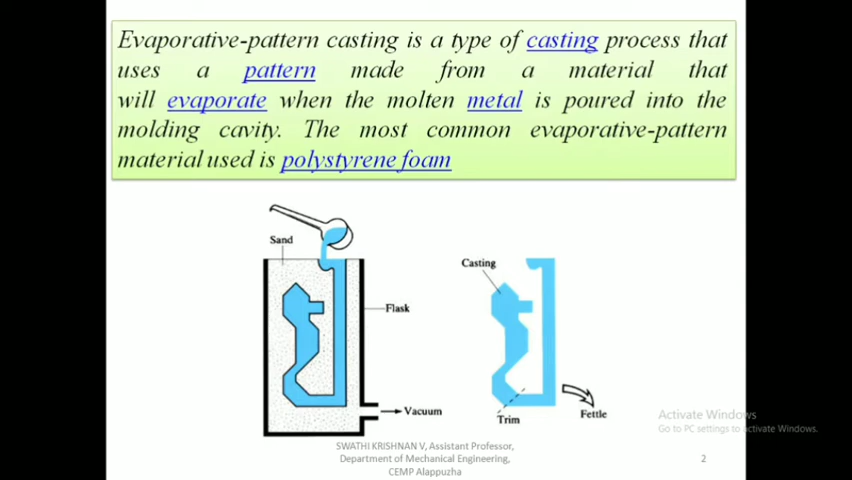 Evaporative-pattern casting is a type of casting process that
uses a pattern made from a material that
will evaporate when the molten metal is poured into the
molding cavity. The most common evaporative-pattern
material used is polystyrene foam
Sand
Flask
Vacuum
Casting
Trim
Fettle
Activate Windows
Go to PC settings to activate Windows.
SWATHI KRISHNAN V, Assistant Professor,
Department of Mechanical Engineering,
CEMP Alappuzha
2